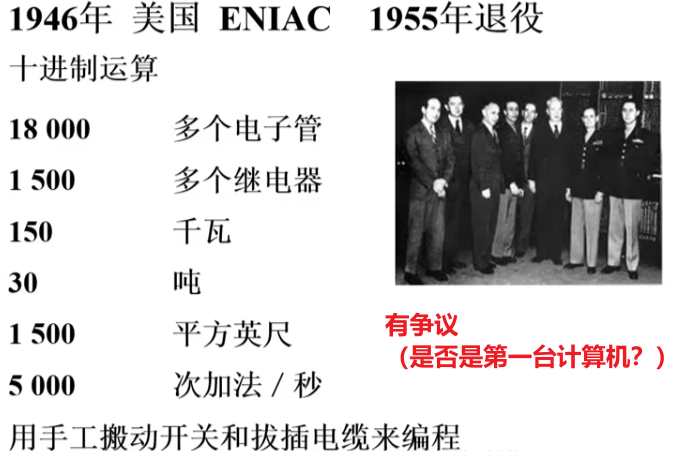 1946年 美国 ENIAC 1955年退役
十进制运算
18 000 多个电子管
1 500 多个继电器
150 千瓦
30 吨
1 500 平方英尺
5 000 次加法／秒
用手工搬动开关和拔插电缆来编程
有争议
（是否是第一台计算机？）